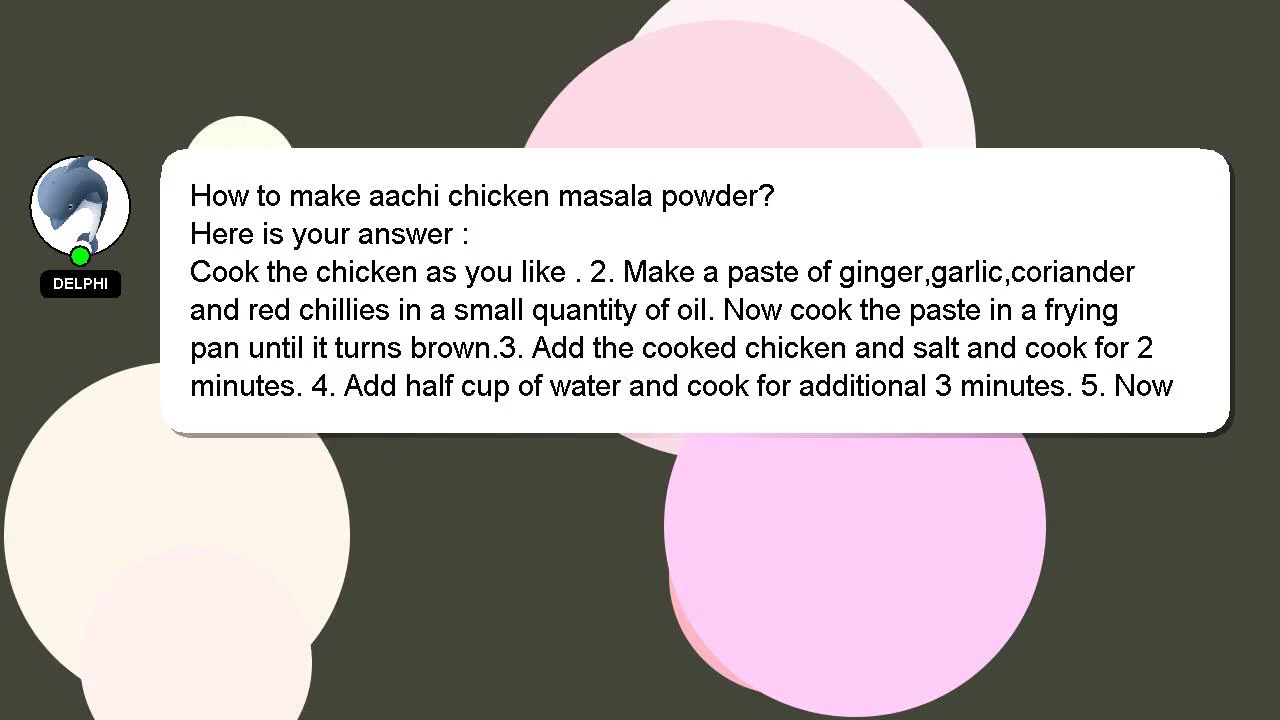 DELPHI
How to make aachi chicken masala powder?
Here is your answer :
Cook the chicken as you like . 2. Make a paste of ginger,garlic,coriander
and red chillies in a small quantity of oil. Now cook the paste in a frying
pan until it turns brown.3. Add the cooked chicken and salt and cook for 2
minutes. 4. Add half cup of water and cook for additional 3 minutes. 5. Now